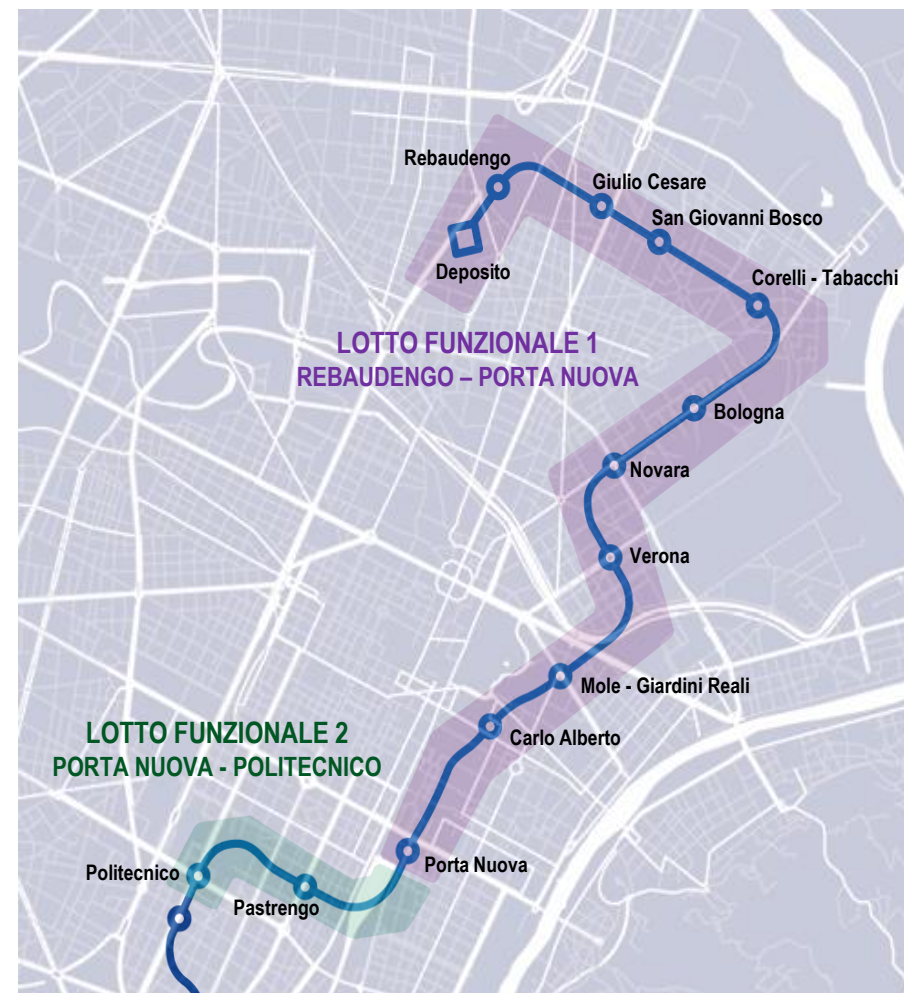 Rebaudengo
Giulio Cesare
San Giovanni Bosco
Deposito
Corelli - Tabacchi
LOTTO FUNZIONALE 1
REBAUDENGO – PORTA NUOVA
Bologna
Novara
Verona
Mole - Giardini Reali
Carlo Alberto
LOTTO FUNZIONALE 2
PORTA NUOVA - POLITECNICO
Porta Nuova
Politecnico
Pastrengo